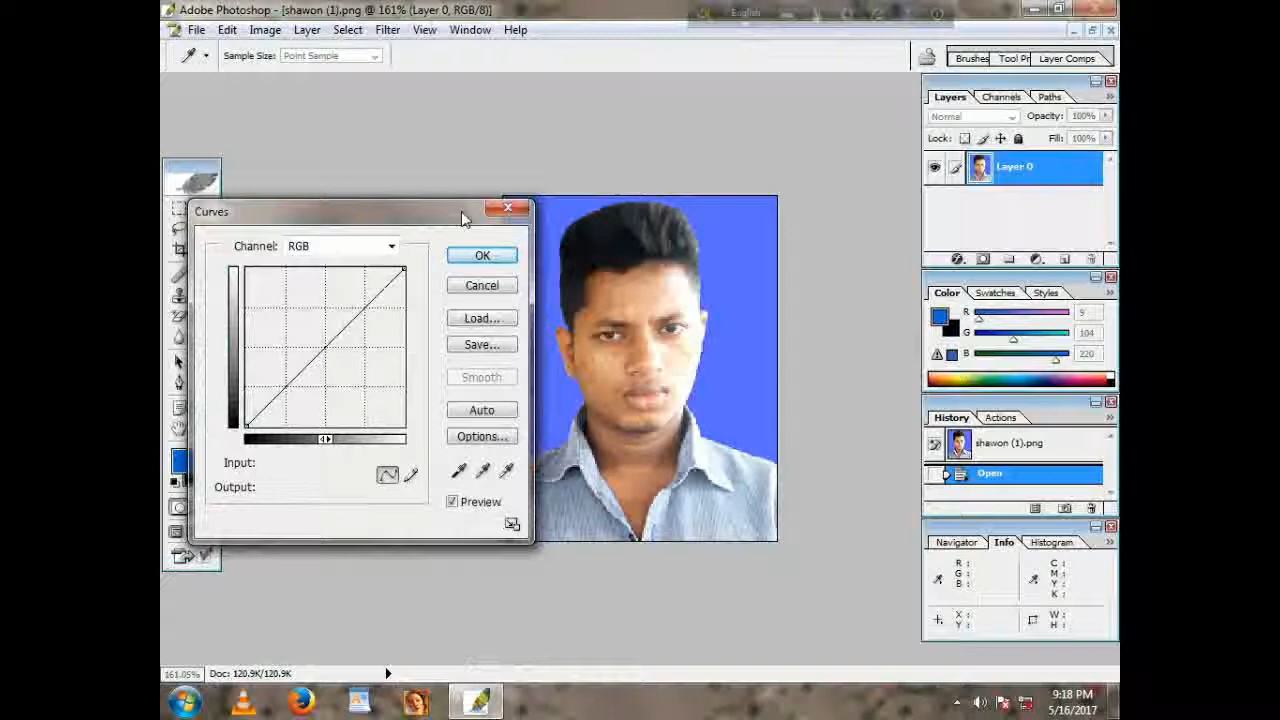 Adobe Photoshop - [shawon (1).png @ 161% (Layer 0, RGB/8)]
English
File Edit Image Layer Select Filter View Window Help
Sample Size: Point Sample
Brushes Tool Pr Layer Comps
Layers Channels Paths
Normal Opacity: 100%
Lock: Fill: 100%
Layer 0
Curves
Channel: RGB
OK
Cancel
Load...
Save...
Smooth
Auto
Options...
Input:
Output:
Preview
Color Swatches Styles
R 9
G 104
B 220
History Actions
shawon (1).png
Open
Navigator Info Histogram
R : C :
G : M :
B : Y :
K :
X : W :
Y : H :
161.05% Doc: 120.9K/120.9K
9:18 PM
5/16/2017